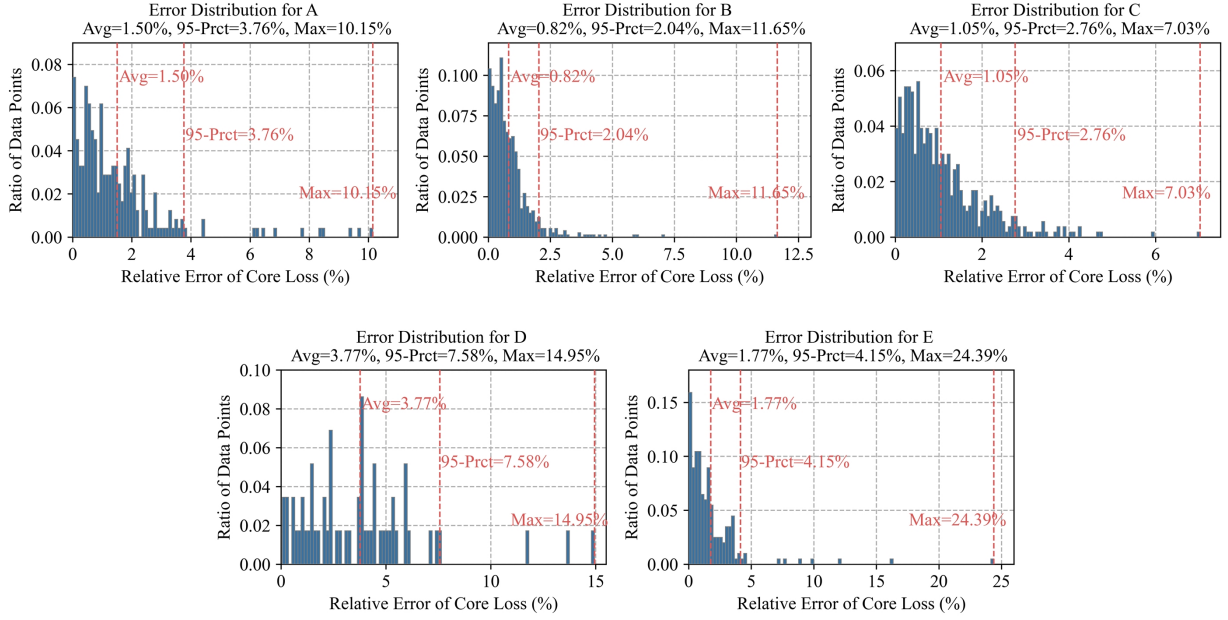 Error Distribution for A
Avg=1.50%, 95-Prct=3.76%, Max=10.15%
Ratio of Data Points
0.08
0.06
0.04
0.02
0.00
Avg=1.50%
95-Prct=3.76%
Max=10.15%
0 2 4 6 8 10
Relative Error of Core Loss (%)
Error Distribution for B
Avg=0.82%, 95-Prct=2.04%, Max=11.65%
Ratio of Data Points
0.100
0.075
0.050
0.025
0.000
Avg=0.82%
95-Prct=2.04%
Max=11.65%
0.0 2.5 5.0 7.5 10.0 12.5
Relative Error of Core Loss (%)
Error Distribution for C
Avg=1.05%, 95-Prct=2.76%, Max=7.03%
Ratio of Data Points
0.06
0.04
0.02
0.00
Avg=1.05%
95-Prct=2.76%
Max=7.03%
0 2 4 6
Relative Error of Core Loss (%)
Error Distribution for D
Avg=3.77%, 95-Prct=7.58%, Max=14.95%
Ratio of Data Points
0.10
0.08
0.06
0.04
0.02
0.00
Avg=3.77%
95-Prct=7.58%
Max=14.95%
0 5 10 15
Relative Error of Core Loss (%)
Error Distribution for E
Avg=1.77%, 95-Prct=4.15%, Max=24.39%
Ratio of Data Points
0.15
0.10
0.05
0.00
Avg=1.77%
95-Prct=4.15%
Max=24.39%
0 5 10 15 20 25
Relative Error of Core Loss (%)